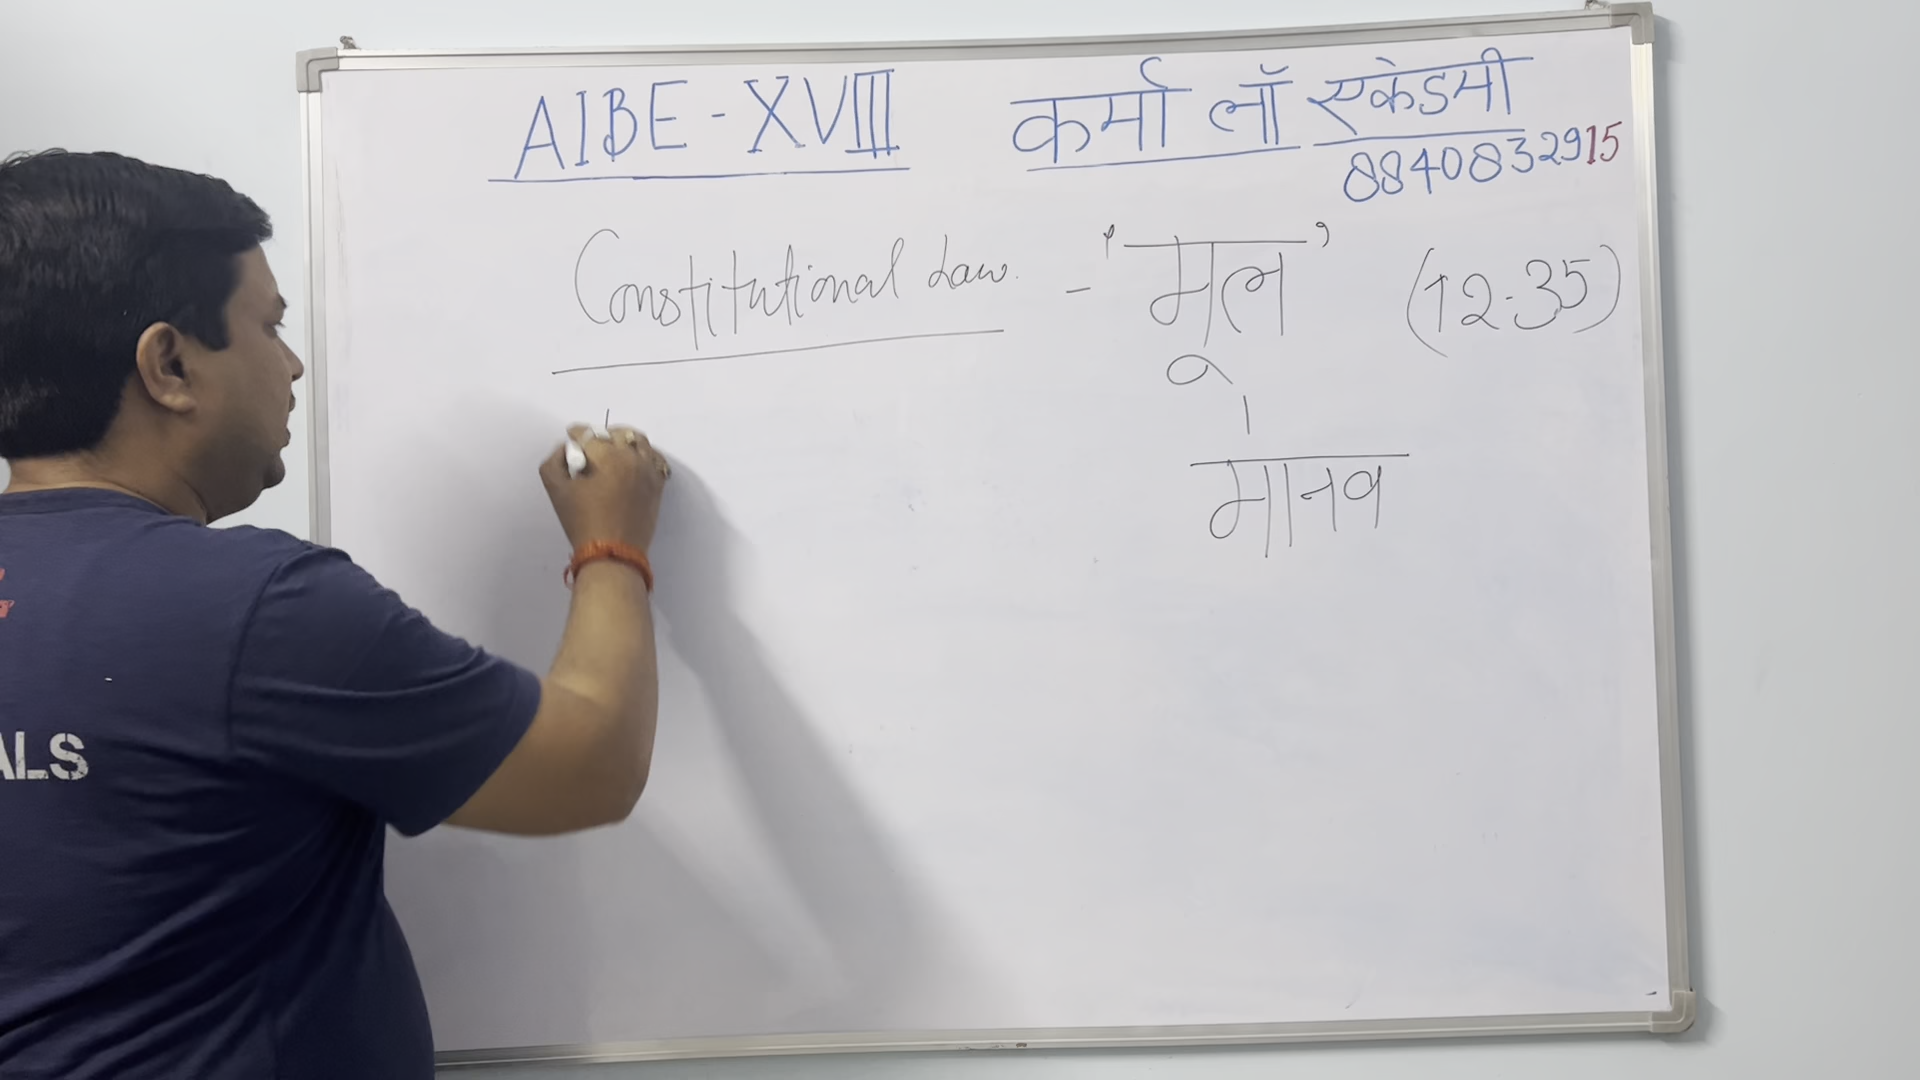 AIBE - XVIII कर्मा लॉ एकेडमी
8840832915
Constitutional Law. - 'मूल' (12-35)
मानव
ALS